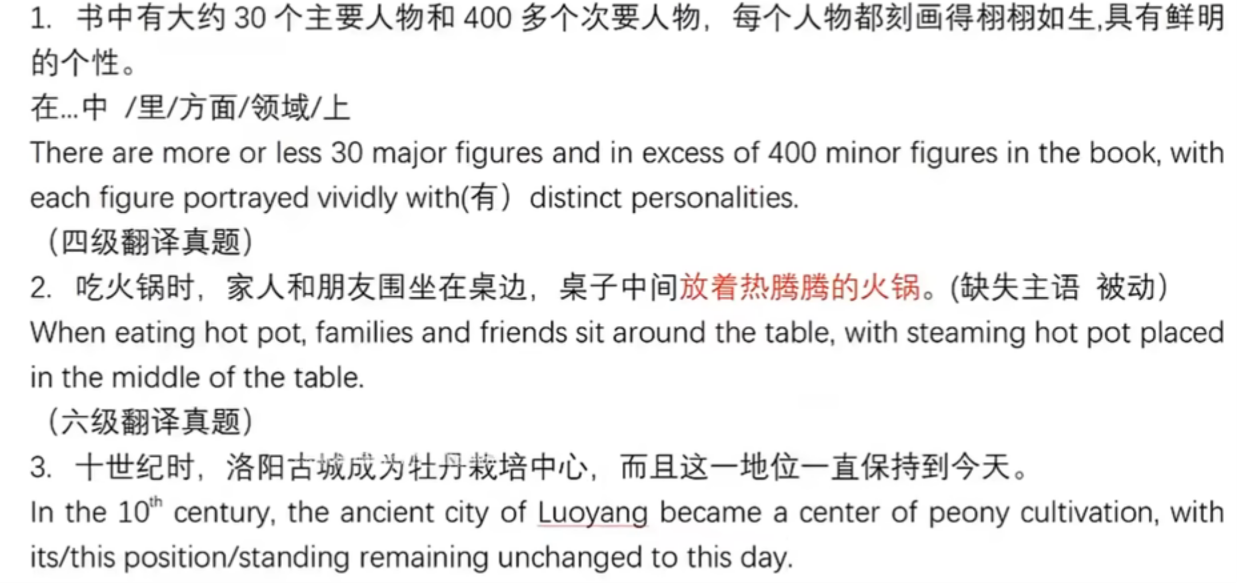 1. 书中有大约 30 个主要人物和 400 多个次要人物，每个人物都刻画得栩栩如生,具有鲜明
的个性。
在...中 /里/方面/领域/上
There are more or less 30 major figures and in excess of 400 minor figures in the book, with
each figure portrayed vividly with(有）distinct personalities.
（四级翻译真题）
2. 吃火锅时，家人和朋友围坐在桌边，桌子中间放着热腾腾的火锅。(缺失主语 被动）
When eating hot pot, families and friends sit around the table, with steaming hot pot placed
in the middle of the table.
（六级翻译真题）
3. 十世纪时，洛阳古城成为牡丹栽培中心，而且这一地位一直保持到今天。
In the 10th century, the ancient city of Luoyang became a center of peony cultivation, with
its/this position/standing remaining unchanged to this day.